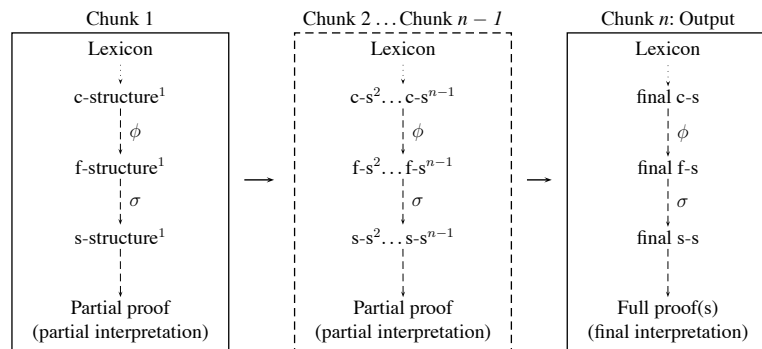 Chunk 1
Lexicon
c-structure¹
ϕ
f-structure¹
σ
s-structure¹
Partial proof
(partial interpretation)
Chunk 2 … Chunk n − 1
Lexicon
c-s²… c-sⁿ⁻¹
ϕ
f-s²… f-sⁿ⁻¹
σ
s-s²… s-sⁿ⁻¹
Partial proof
(partial interpretation)
Chunk n: Output
Lexicon
final c-s
ϕ
final f-s
σ
final s-s
Full proof(s)
(final interpretation)